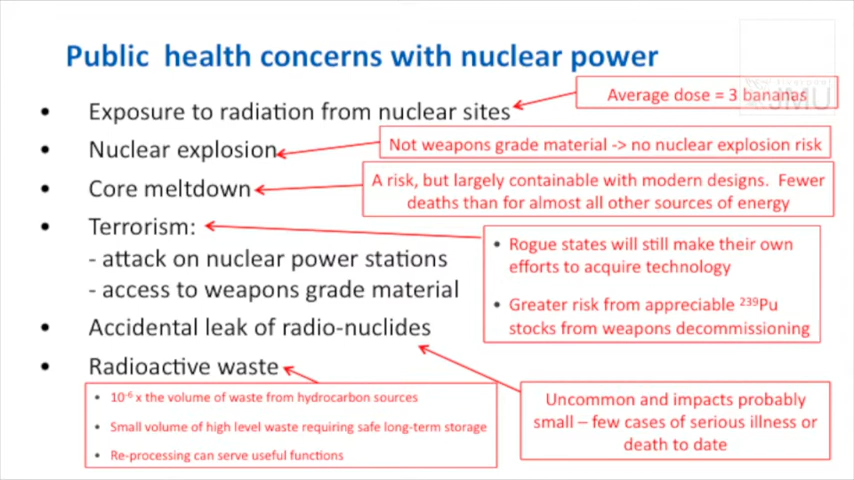 Public health concerns with nuclear power
• Exposure to radiation from nuclear sites
Average dose = 3 bananas
JMU
• Nuclear explosion
Not weapons grade material -> no nuclear explosion risk
• Core meltdown
A risk, but largely containable with modern designs. Fewer
deaths than for almost all other sources of energy
• Terrorism:
- attack on nuclear power stations
- access to weapons grade material
• Rogue states will still make their own
efforts to acquire technology
• Greater risk from appreciable ²³⁹Pu
stocks from weapons decommissioning
• Accidental leak of radio-nuclides
Uncommon and impacts probably
small – few cases of serious illness or
death to date
• Radioactive waste
• 10⁻⁶ x the volume of waste from hydrocarbon sources
• Small volume of high level waste requiring safe long-term storage
• Re-processing can serve useful functions